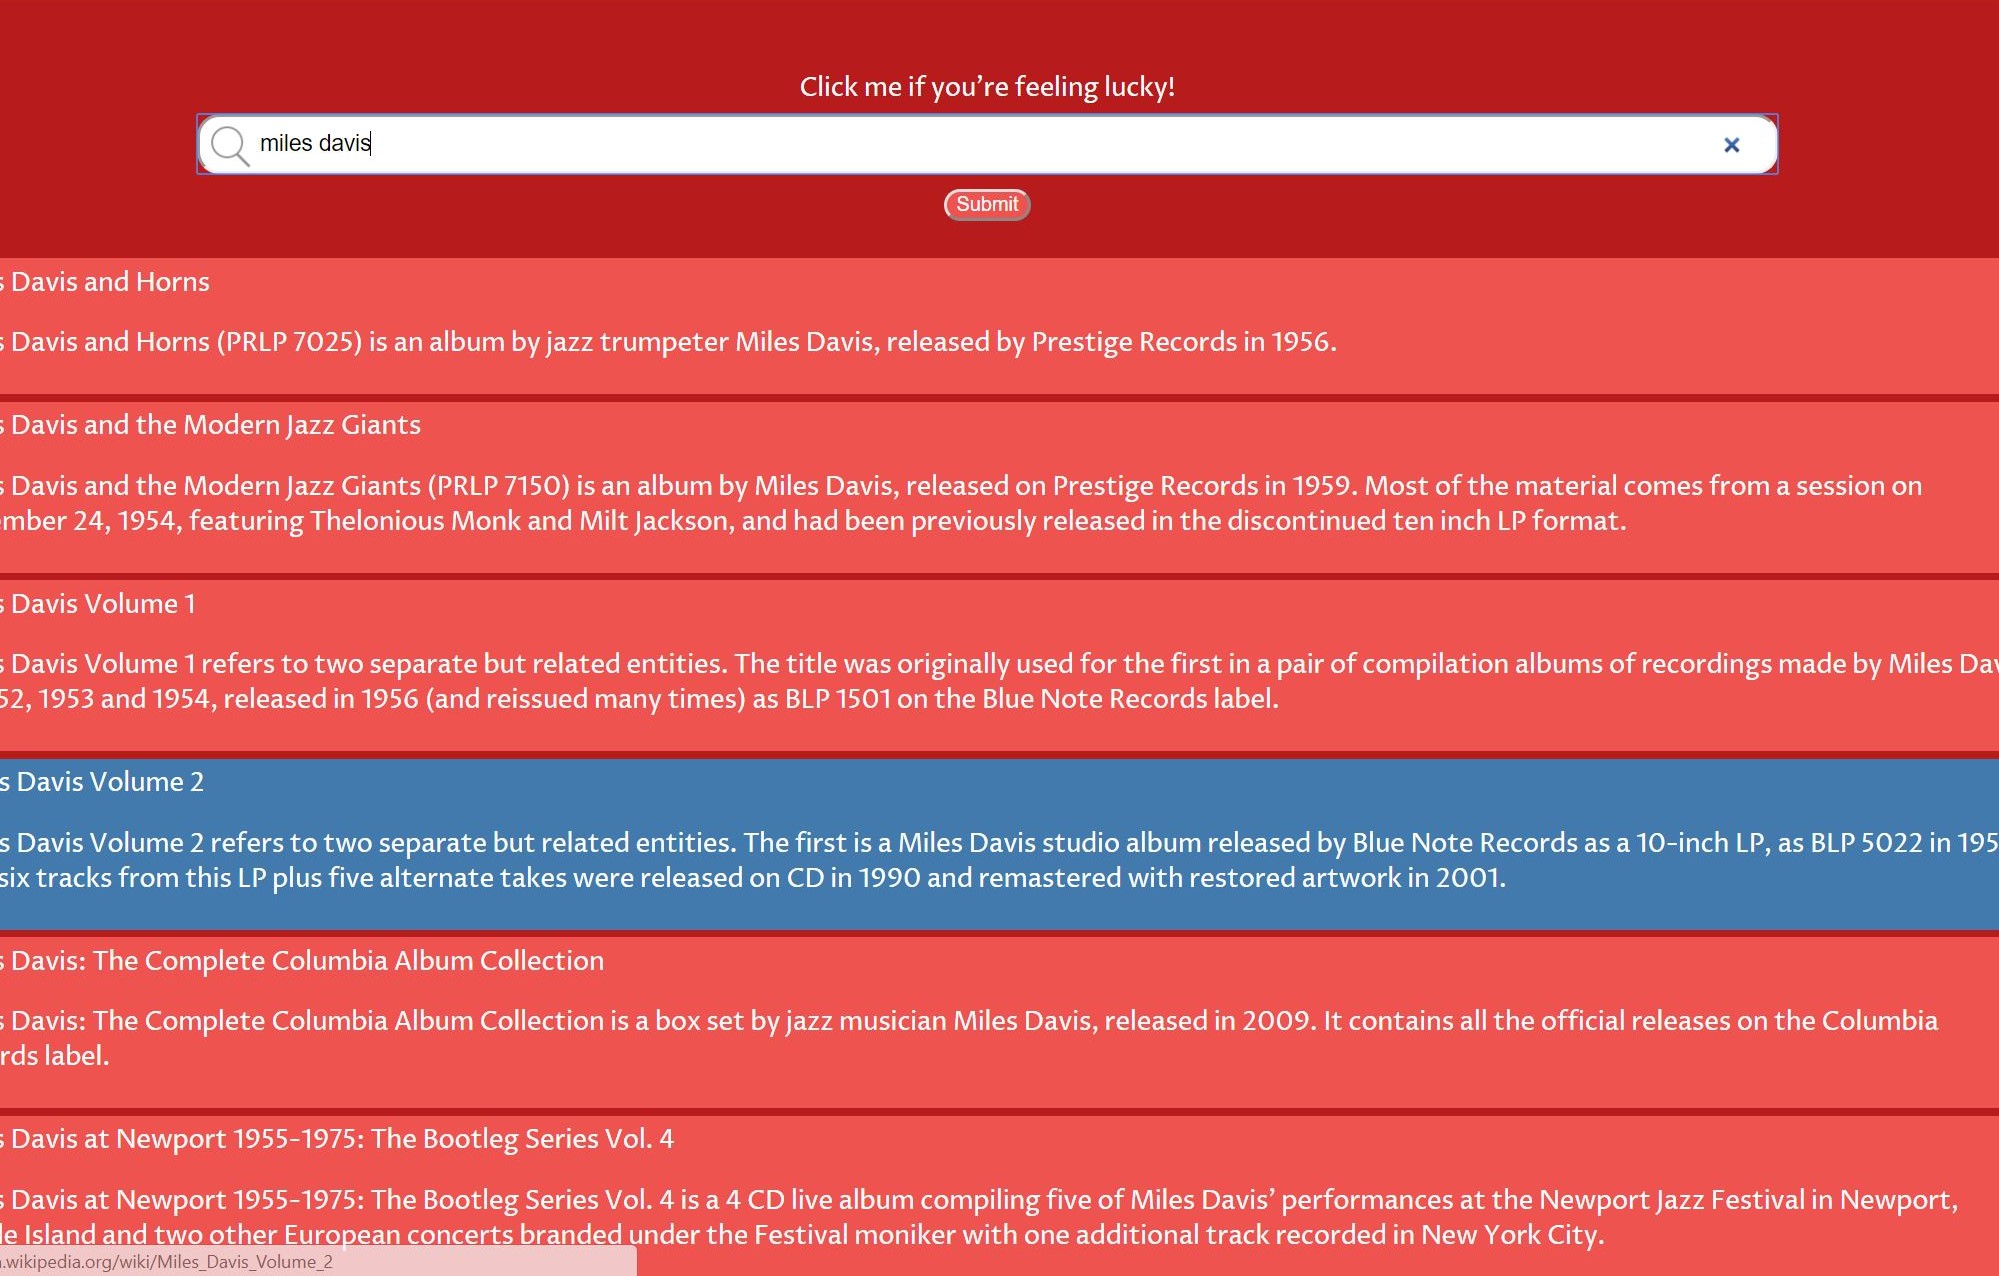 Click me if you're feeling lucky!
miles davis
Submit
s Davis and Horns
s Davis and Horns (PRLP 7025) is an album by jazz trumpeter Miles Davis, released by Prestige Records in 1956.
s Davis and the Modern Jazz Giants
s Davis and the Modern Jazz Giants (PRLP 7150) is an album by Miles Davis, released on Prestige Records in 1959. Most of the material comes from a session on
ember 24, 1954, featuring Thelonious Monk and Milt Jackson, and had been previously released in the discontinued ten inch LP format.
s Davis Volume 1
s Davis Volume 1 refers to two separate but related entities. The title was originally used for the first in a pair of compilation albums of recordings made by Miles Dav
52, 1953 and 1954, released in 1956 (and reissued many times) as BLP 1501 on the Blue Note Records label.
s Davis Volume 2
s Davis Volume 2 refers to two separate but related entities. The first is a Miles Davis studio album released by Blue Note Records as a 10-inch LP, as BLP 5022 in 195
six tracks from this LP plus five alternate takes were released on CD in 1990 and remastered with restored artwork in 2001.
s Davis: The Complete Columbia Album Collection
s Davis: The Complete Columbia Album Collection is a box set by jazz musician Miles Davis, released in 2009. It contains all the official releases on the Columbia
rds label.
s Davis at Newport 1955-1975: The Bootleg Series Vol. 4
s Davis at Newport 1955-1975: The Bootleg Series Vol. 4 is a 4 CD live album compiling five of Miles Davis' performances at the Newport Jazz Festival in Newport,
le Island and two other European concerts branded under the Festival moniker with one additional track recorded in New York City.
.wikipedia.org/wiki/Miles_Davis_Volume_2